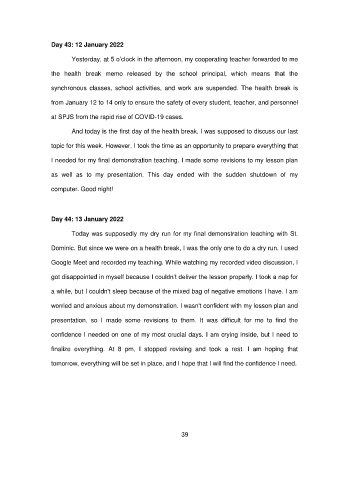 Day 43: 12 January 2022
Yesterday, at 5 o'clock in the afternoon, my cooperating teacher forwarded to me
the health break memo released by the school principal, which means that the
synchronous classes, school activities, and work are suspended. The health break is
from January 12 to 14 only to ensure the safety of every student, teacher, and personnel
at SPJS from the rapid rise of COVID-19 cases.
And today is the first day of the health break. I was supposed to discuss our last
topic for this week. However, I took the time as an opportunity to prepare everything that
I needed for my final demonstration teaching. I made some revisions to my lesson plan
as well as to my presentation. This day ended with the sudden shutdown of my
computer. Good night!
Day 44: 13 January 2022
Today was supposedly my dry run for my final demonstration teaching with St.
Dominic. But since we were on a health break, I was the only one to do a dry run. I used
Google Meet and recorded my teaching. While watching my recorded video discussion, I
got disappointed in myself because I couldn't deliver the lesson properly. I took a nap for
a while, but I couldn't sleep because of the mixed bag of negative emotions I have. I am
worried and anxious about my demonstration. I wasn't confident with my lesson plan and
presentation, so I made some revisions to them. It was difficult for me to find the
confidence I needed on one of my most crucial days. I am crying inside, but I need to
finalize everything. At 8 pm, I stopped revising and took a rest. I am hoping that
tomorrow, everything will be set in place, and I hope that I will find the confidence I need.
39